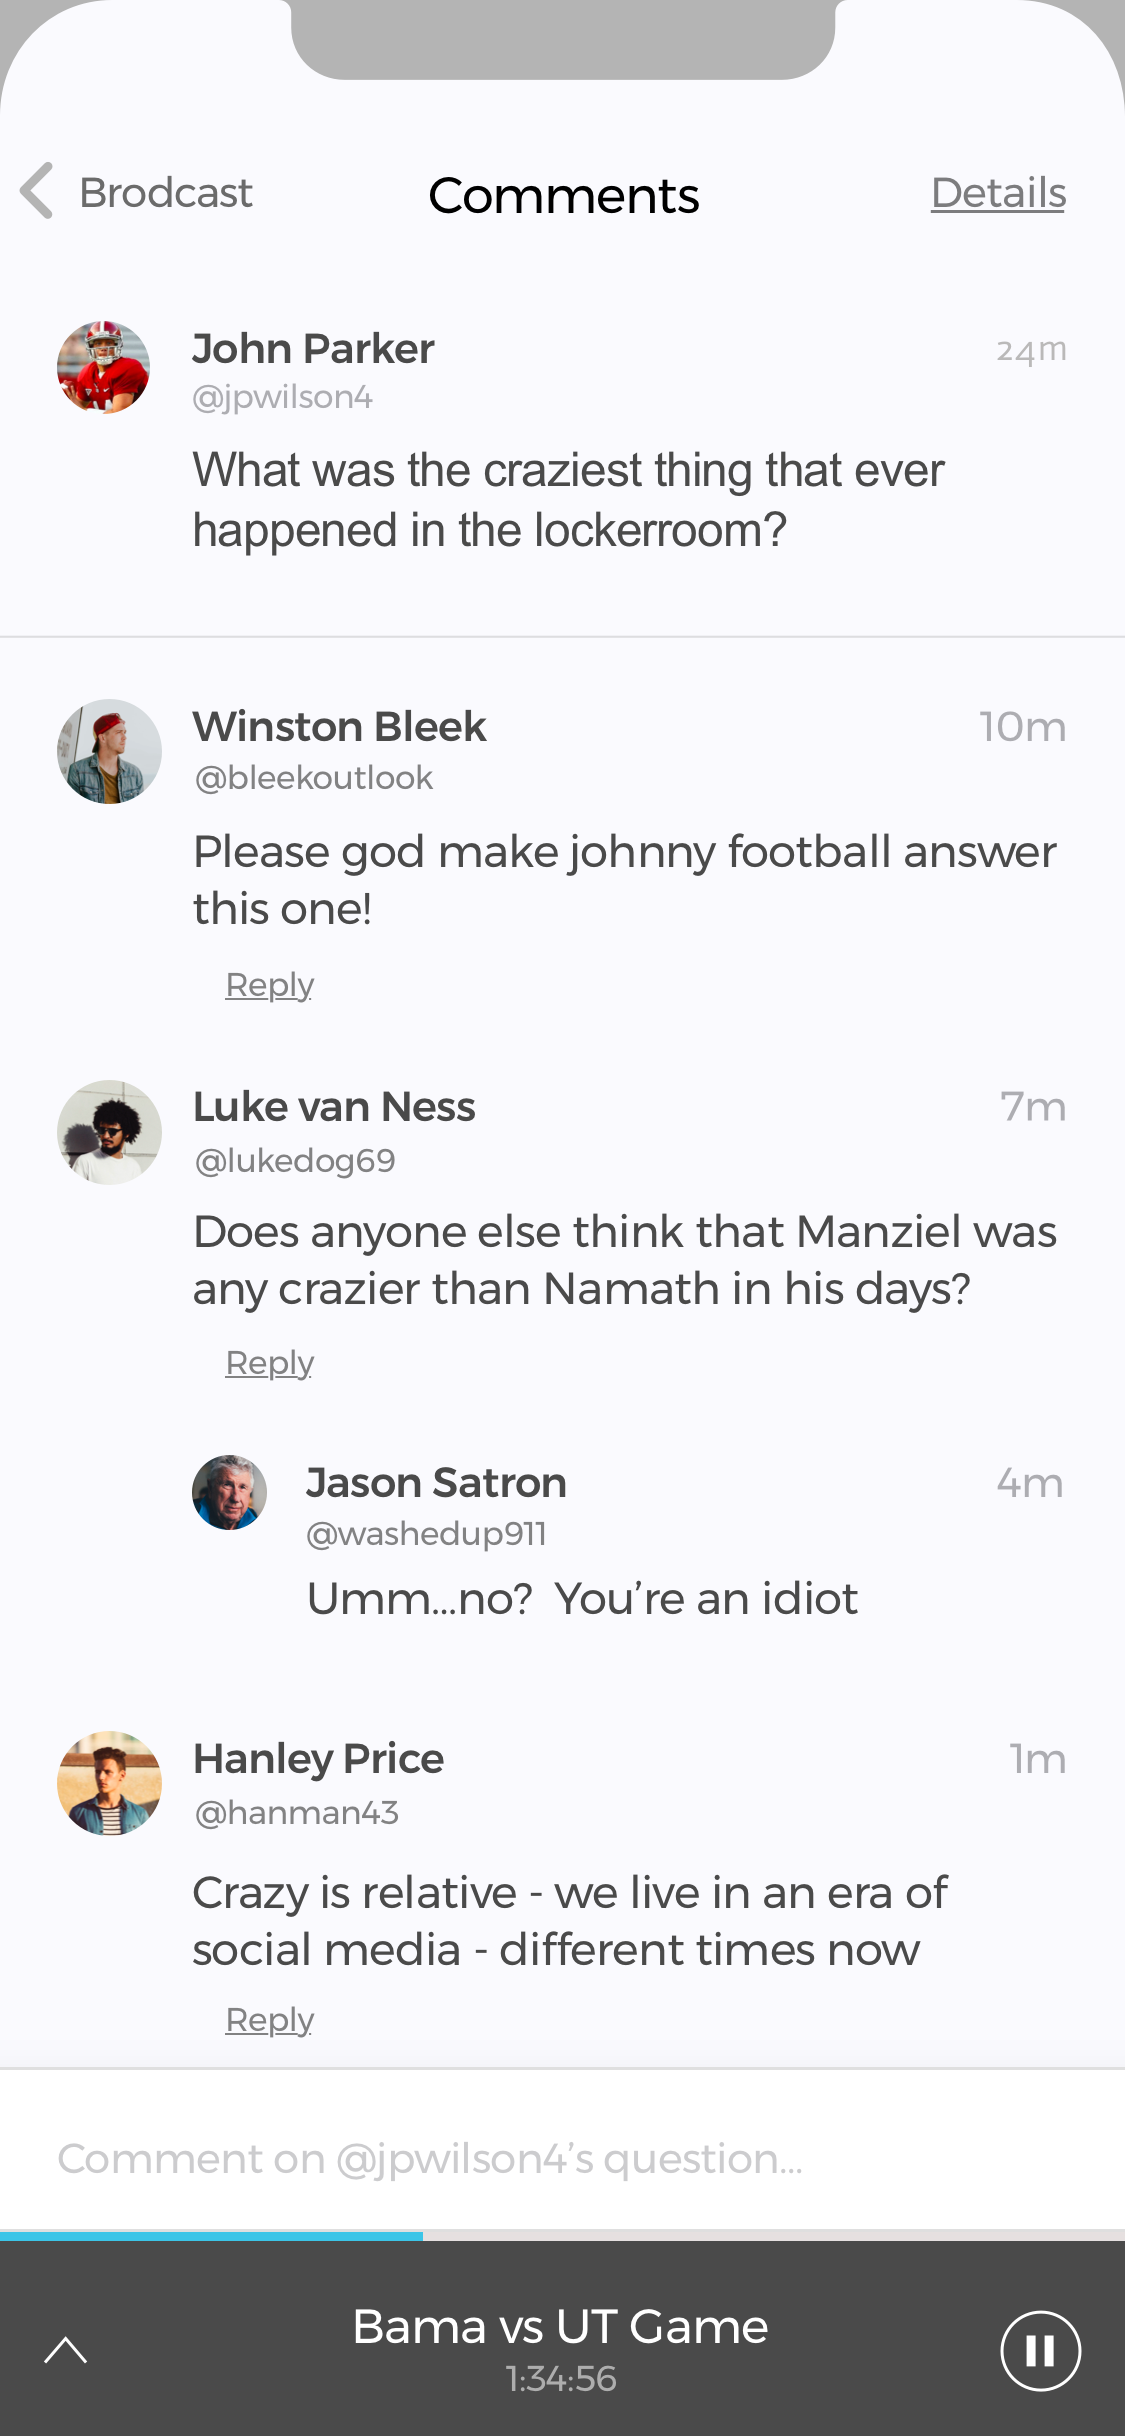 Brodcast
Comments
Details
John Parker
24m
@jpwilson4
What was the craziest thing that ever
happened in the lockerroom?
Winston Bleek
10m
@bleekoutlook
Please god make johnny football answer
this one!
Reply
Luke van Ness
7m
@lukedog69
Does anyone else think that Manziel was
any crazier than Namath in his days?
Reply
Jason Satron
4m
@washedup911
Umm...no?  You’re an idiot
Hanley Price
1m
@hanman43
Crazy is relative - we live in an era of
social media - different times now
Reply
Comment on @jpwilson4’s question...
Bama vs UT Game
1:34:56